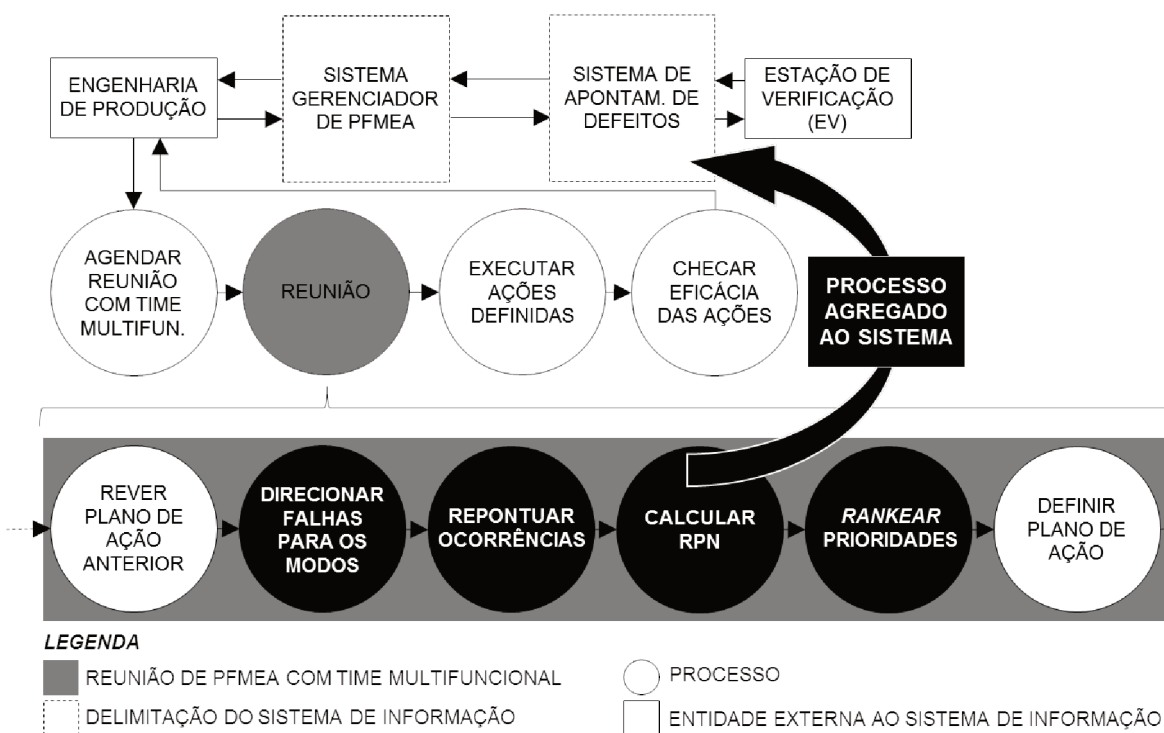 ENGENHARIA
DE PRODUÇÃO
SISTEMA
GERENCIADOR
DE PFMEA
SISTEMA DE
APONTAM. DE
DEFEITOS
ESTAÇÃO DE
VERIFICAÇÃO
(EV)
AGENDAR
REUNIÃO
COM TIME
MULTIFUN.
REUNIÃO
EXECUTAR
AÇÕES
DEFINIDAS
CHECAR
EFICÁCIA
DAS AÇÕES
PROCESSO
AGREGADO
AO SISTEMA
REVER
PLANO DE
AÇÃO
ANTERIOR
DIRECIONAR
FALHAS
PARA OS
MODOS
REPONTUAR
OCORRÊNCIAS
CALCULAR
RPN
RANKEAR
PRIORIDADES
DEFINIR
PLANO DE
AÇÃO
LEGENDA
REUNIÃO DE PFMEA COM TIME MULTIFUNCIONAL
PROCESSO
DELIMITAÇÃO DO SISTEMA DE INFORMAÇÃO
ENTIDADE EXTERNA AO SISTEMA DE INFORMAÇÃO